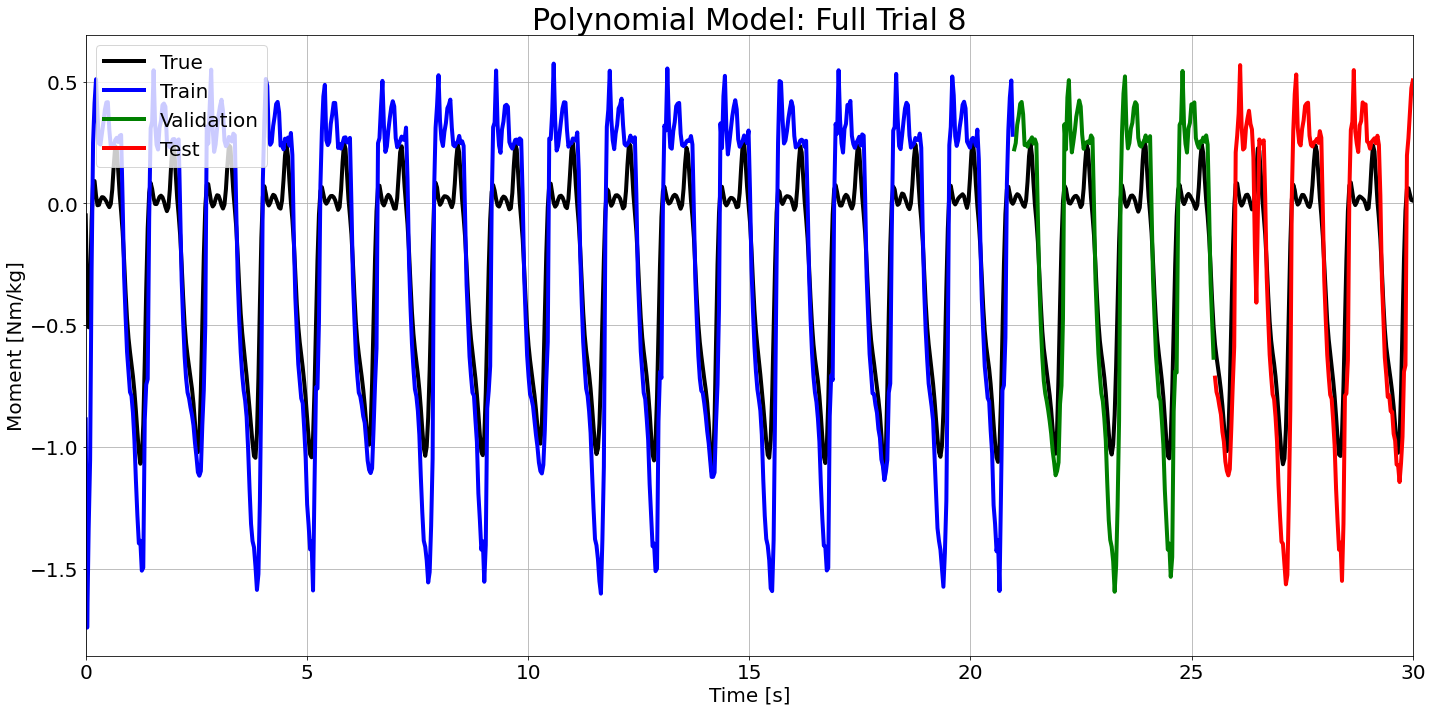 Polynomial Model: Full Trial 8
True
Train
Validation
Test
0.5
0.0
−0.5
−1.0
−1.5
Moment [Nm/kg]
0 5 10 15 20 25 30
Time [s]